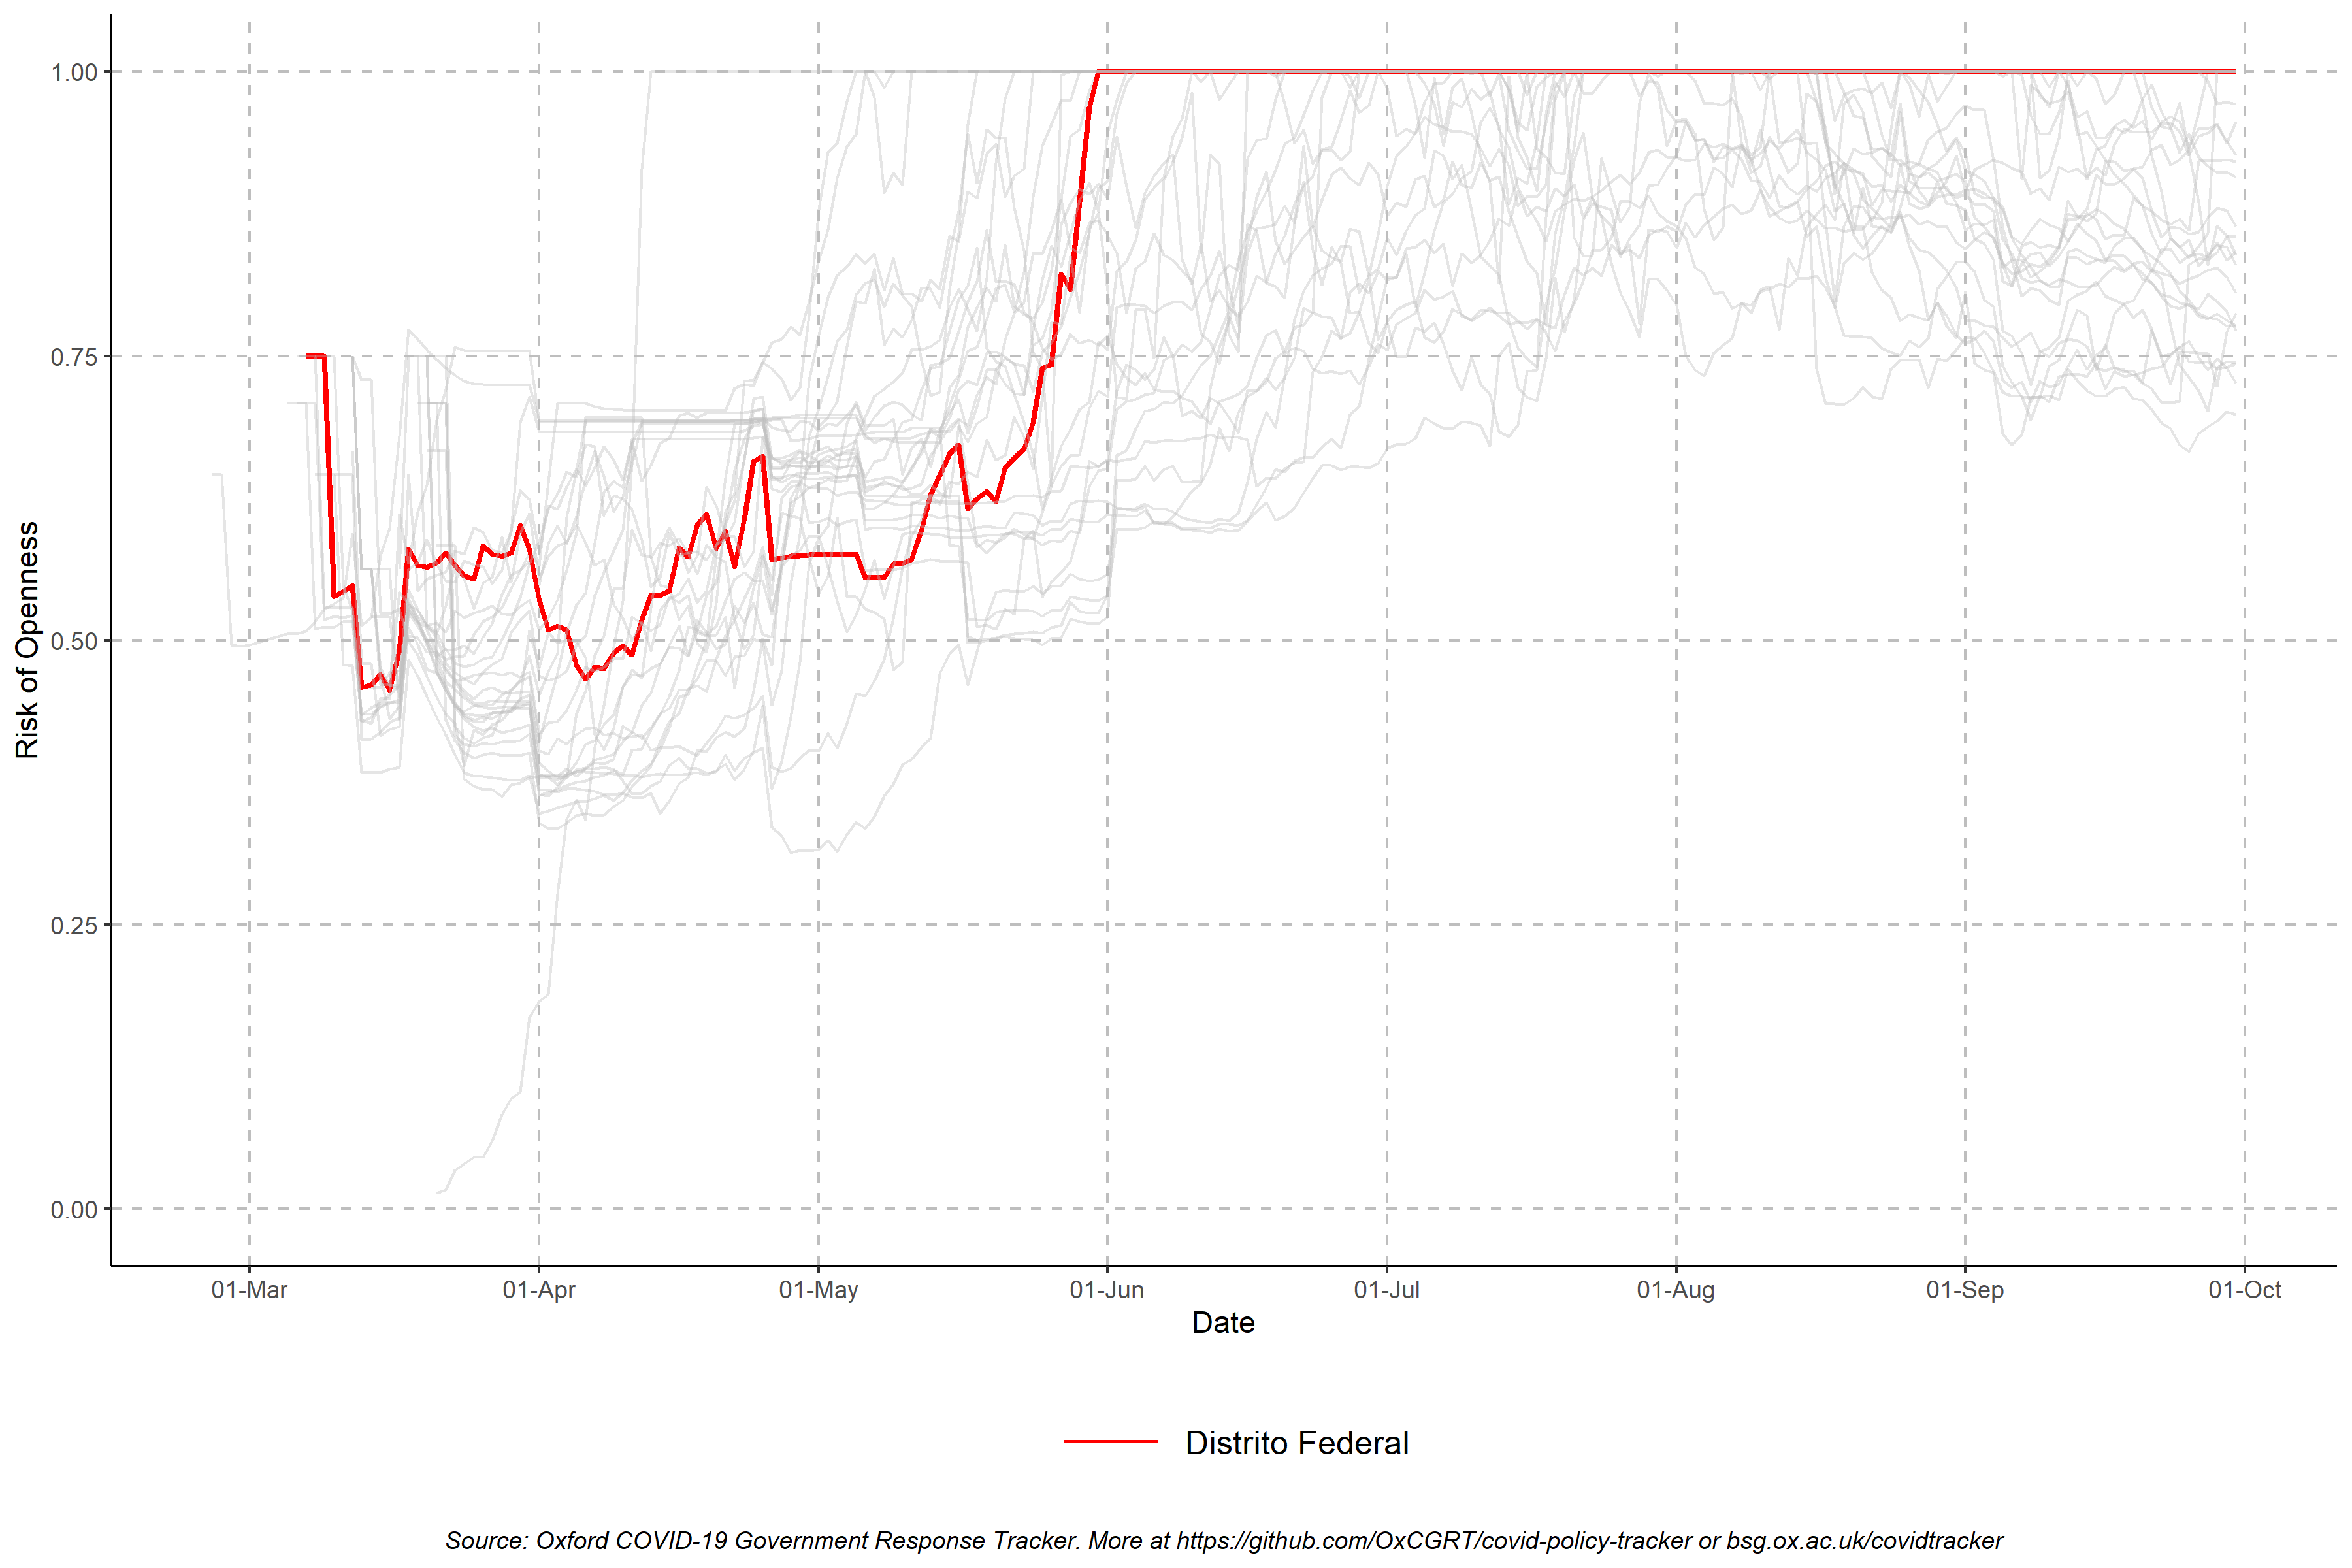 1.00
0.75
0.50
0.25
0.00
Risk of Openness
01-Mar 01-Apr 01-May 01-Jun 01-Jul 01-Aug 01-Sep 01-Oct
Date
Distrito Federal
Source: Oxford COVID-19 Government Response Tracker. More at https://github.com/OxCGRT/covid-policy-tracker or bsg.ox.ac.uk/covidtracker